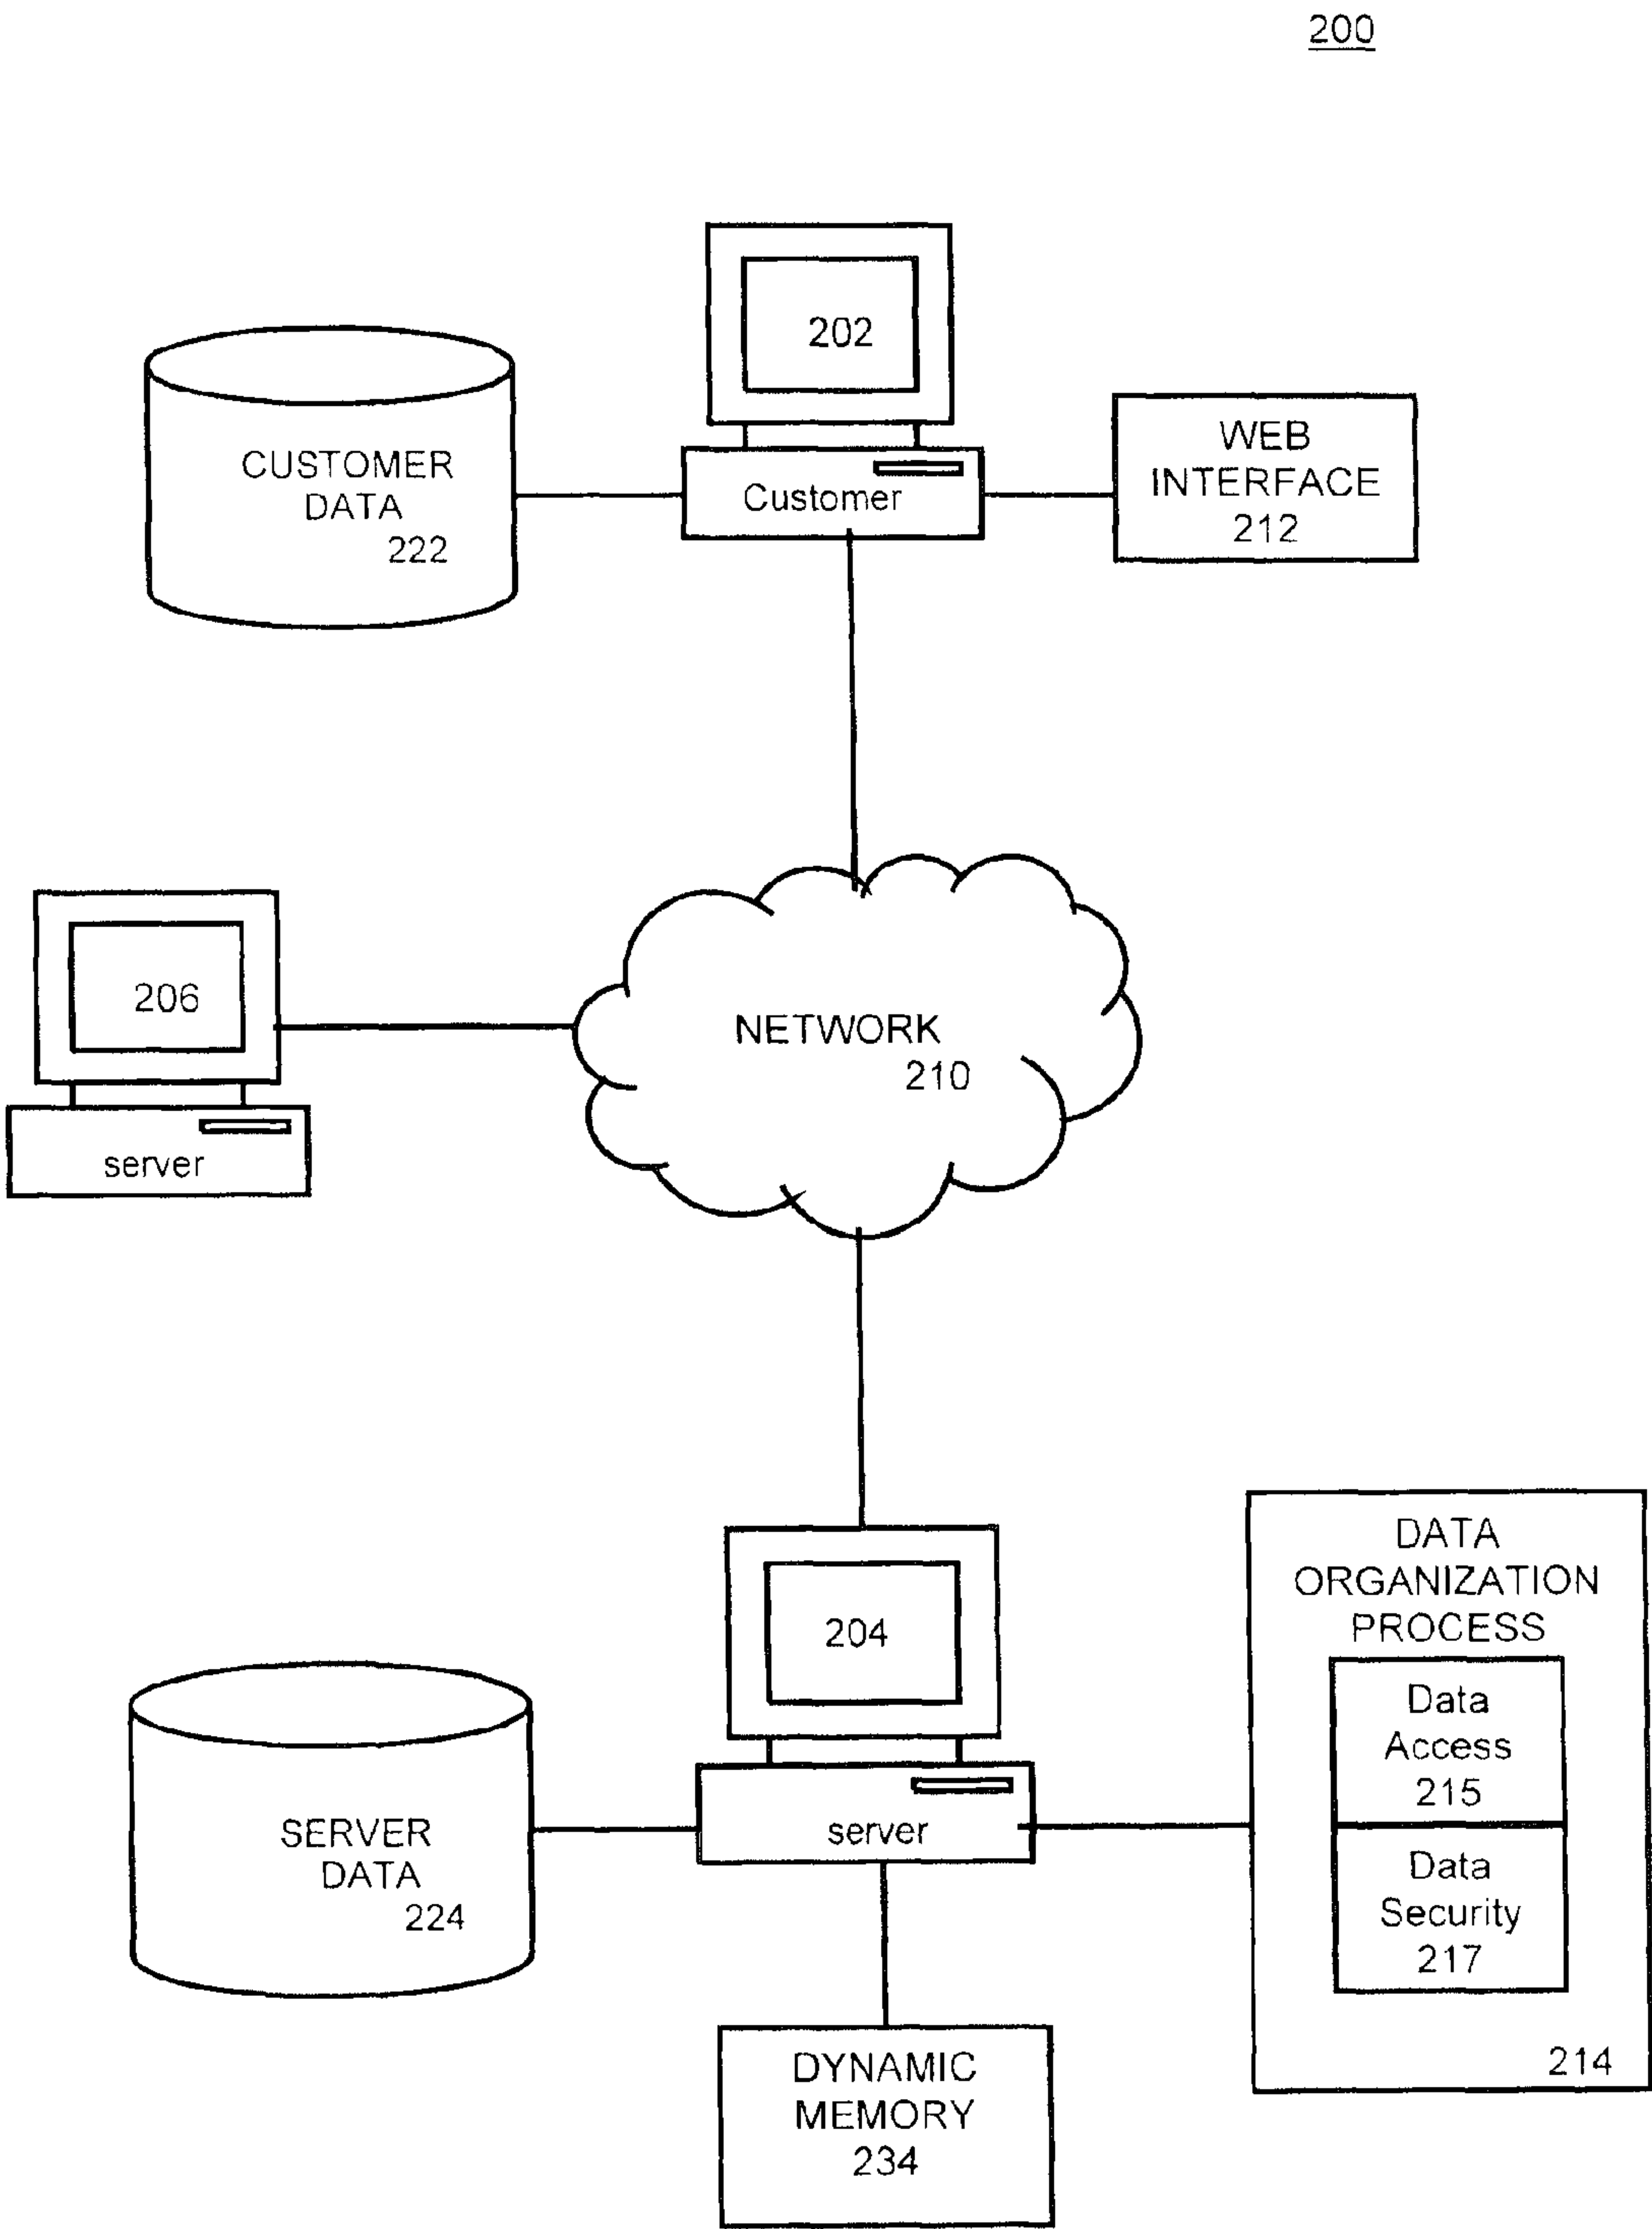 200
202
Customer
CUSTOMER
DATA
222
WEB
INTERFACE
212
206
server
NETWORK
210
204
server
SERVER
DATA
224
DATA
ORGANIZATION
PROCESS
Data
Access
215
Data
Security
217
214
DYNAMIC
MEMORY
234